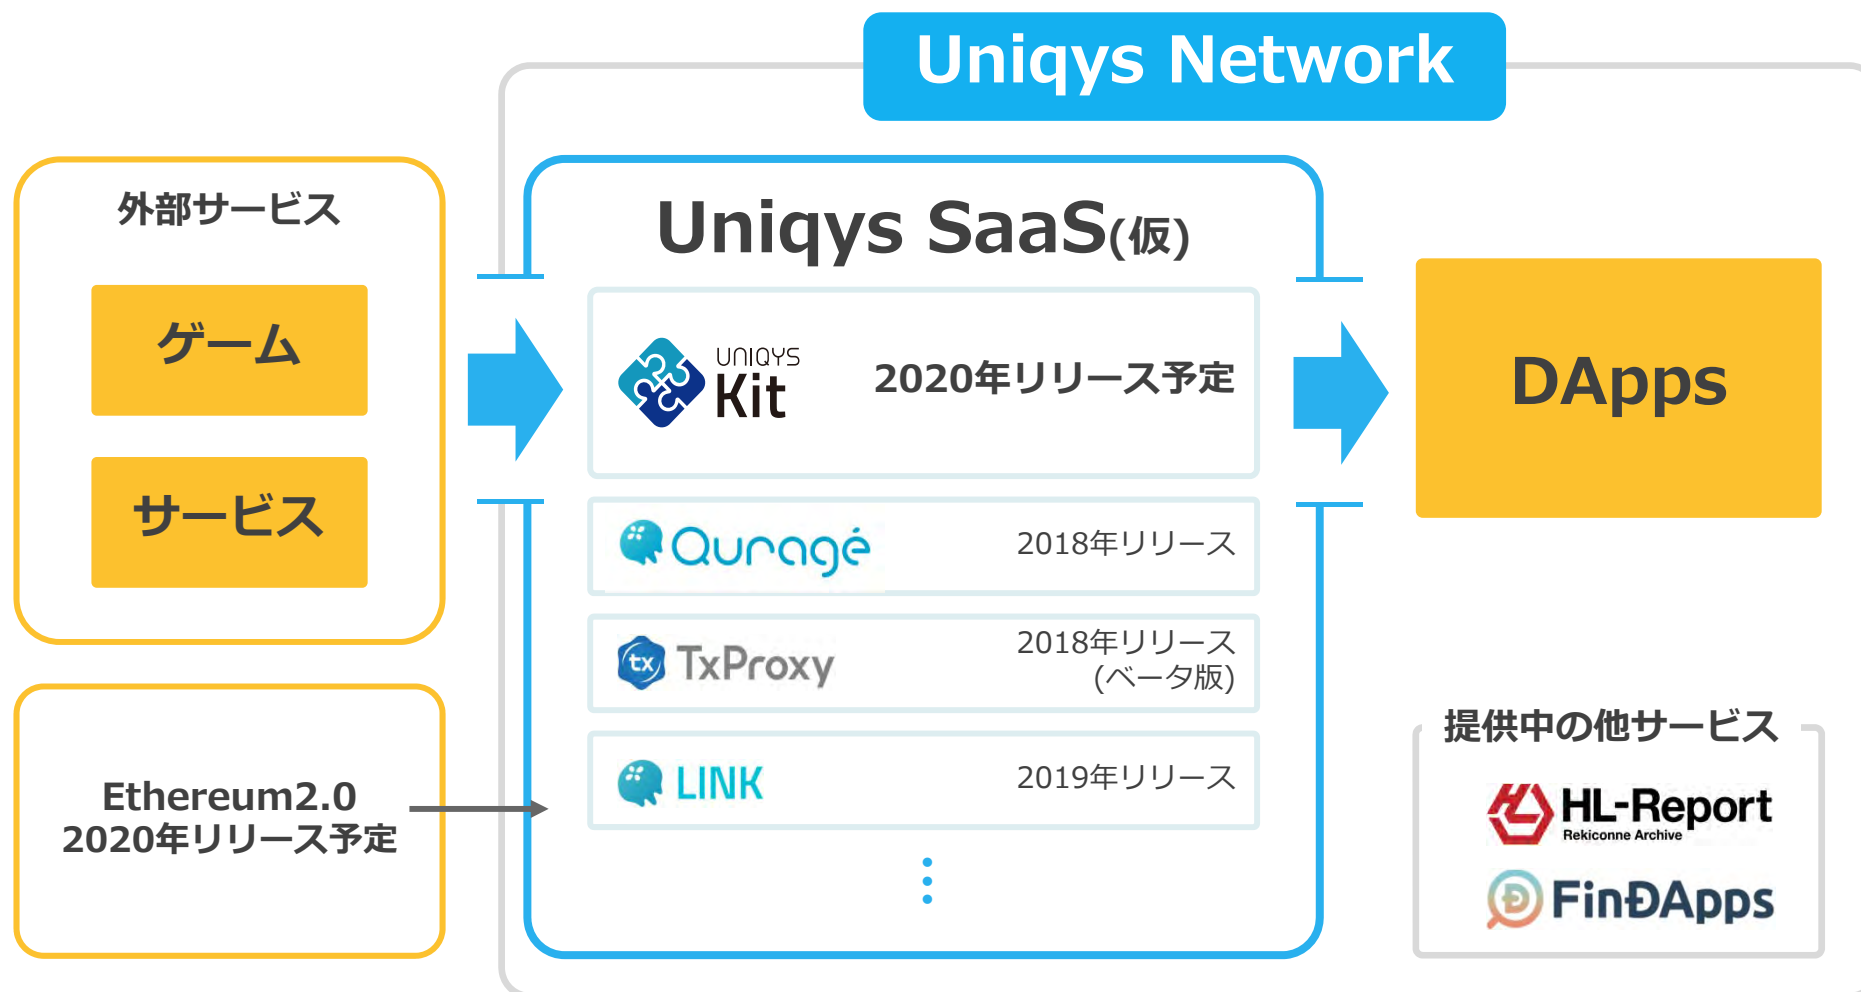 Uniqys Network
外部サービス
ゲーム
サービス
Ethereum2.0
2020年リリース予定
Uniqys SaaS(仮)
UNIQYS
Kit
2020年リリース予定
Quragé
2018年リリース
tx
TxProxy
2018年リリース
(ベータ版)
LINK
2019年リリース
DApps
提供中の他サービス
HL-Report
Rekiconne Archive
FinÐApps